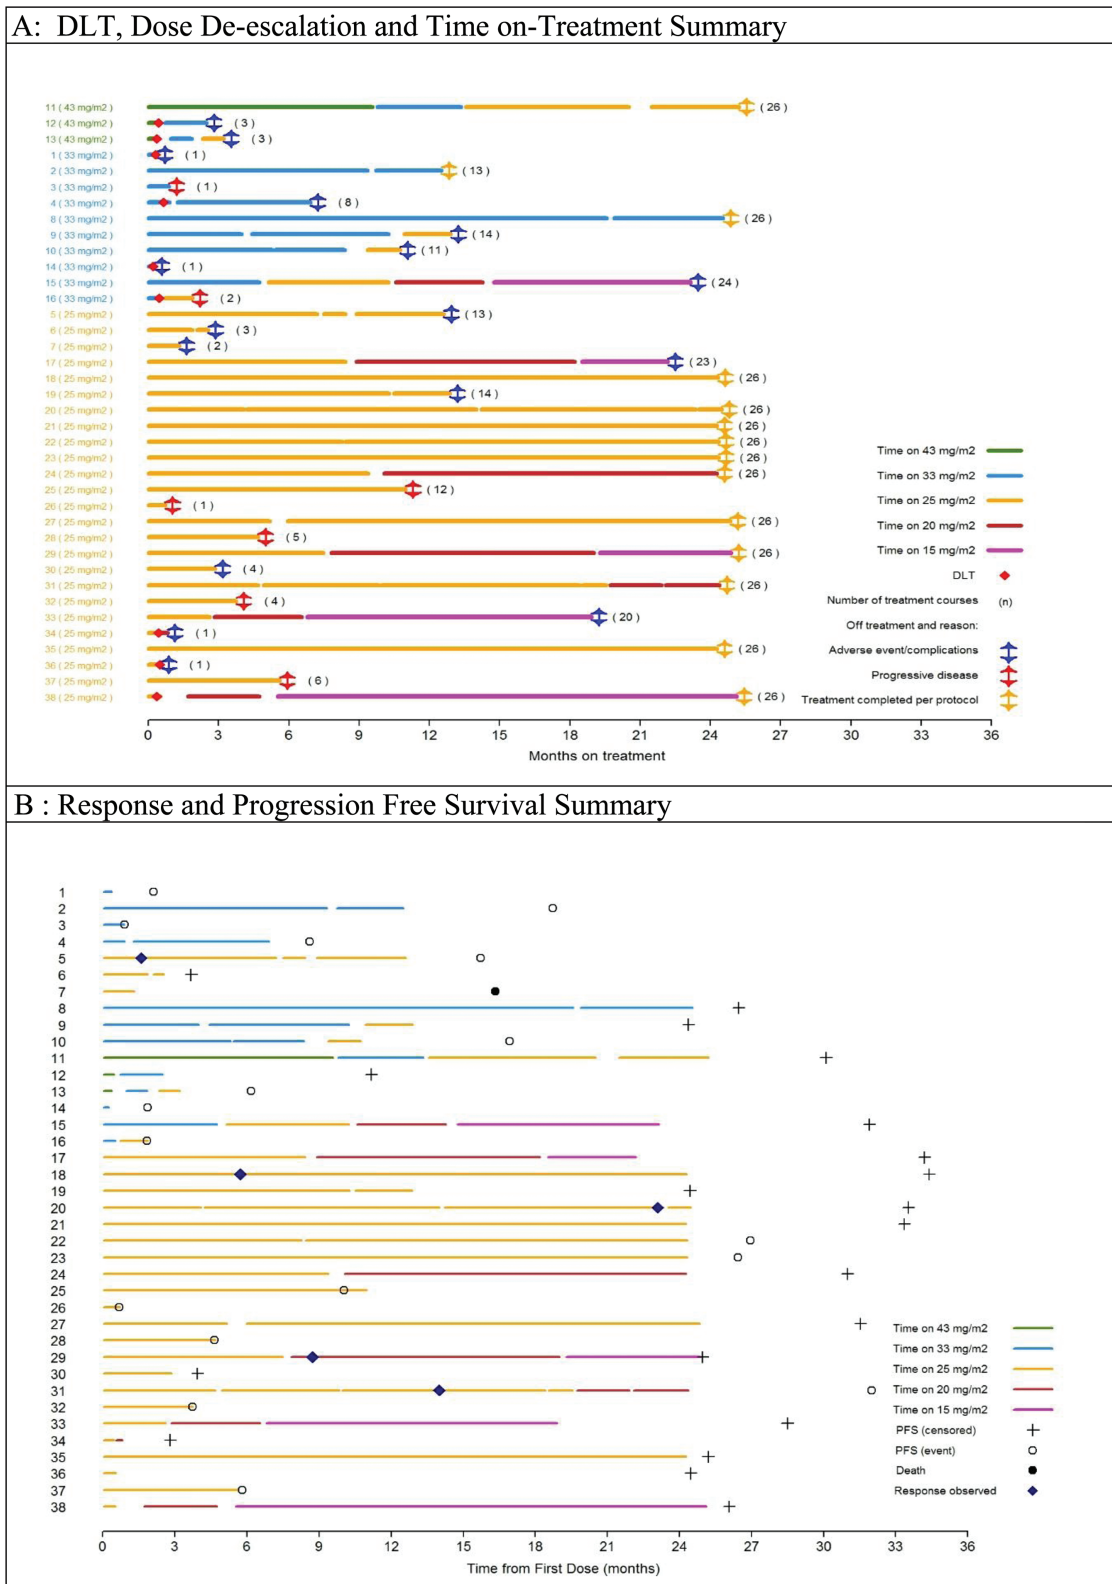 A: DLT, Dose De-escalation and Time on-Treatment Summary
11 ( 43 mg/m2 ) ( 26 )
12 ( 43 mg/m2 ) ( 3 )
13 ( 43 mg/m2 ) ( 3 )
1 ( 33 mg/m2 ) ( 1 )
2 ( 33 mg/m2 ) ( 13 )
3 ( 33 mg/m2 ) ( 1 )
4 ( 33 mg/m2 ) ( 8 )
8 ( 33 mg/m2 ) ( 26 )
9 ( 33 mg/m2 ) ( 14 )
10 ( 33 mg/m2 ) ( 11 )
14 ( 33 mg/m2 ) ( 1 )
15 ( 33 mg/m2 ) ( 24 )
16 ( 33 mg/m2 ) ( 2 )
5 ( 25 mg/m2 ) ( 13 )
6 ( 25 mg/m2 ) ( 3 )
7 ( 25 mg/m2 ) ( 2 )
17 ( 25 mg/m2 ) ( 23 )
18 ( 25 mg/m2 ) ( 26 )
19 ( 25 mg/m2 ) ( 14 )
20 ( 25 mg/m2 ) ( 26 )
21 ( 25 mg/m2 ) ( 26 )
22 ( 25 mg/m2 ) ( 26 )
23 ( 25 mg/m2 ) ( 26 )
24 ( 25 mg/m2 ) ( 26 )
25 ( 25 mg/m2 ) ( 12 )
26 ( 25 mg/m2 ) ( 1 )
27 ( 25 mg/m2 ) ( 26 )
28 ( 25 mg/m2 ) ( 5 )
29 ( 25 mg/m2 ) ( 26 )
30 ( 25 mg/m2 ) ( 4 )
31 ( 25 mg/m2 ) ( 26 )
32 ( 25 mg/m2 ) ( 4 )
33 ( 25 mg/m2 ) ( 20 )
34 ( 25 mg/m2 ) ( 1 )
35 ( 25 mg/m2 ) ( 26 )
36 ( 25 mg/m2 ) ( 1 )
37 ( 25 mg/m2 ) ( 6 )
38 ( 25 mg/m2 ) ( 26 )
Time on 43 mg/m2
Time on 33 mg/m2
Time on 25 mg/m2
Time on 20 mg/m2
Time on 15 mg/m2
DLT
Number of treatment courses (n)
Off treatment and reason:
Adverse event/complications
Progressive disease
Treatment completed per protocol
0 3 6 9 12 15 18 21 24 27 30 33 36
Months on treatment
B : Response and Progression Free Survival Summary
1
2
3
4
5
6
7
8
9
10
11
12
13
14
15
16
17
18
19
20
21
22
23
24
25
26
27
28
29
30
31
32
33
34
35
36
37
38
Time on 43 mg/m2
Time on 33 mg/m2
Time on 25 mg/m2
Time on 20 mg/m2
Time on 15 mg/m2
PFS (censored)
PFS (event)
Death
Response observed
0 3 6 9 12 15 18 21 24 27 30 33 36
Time from First Dose (months)